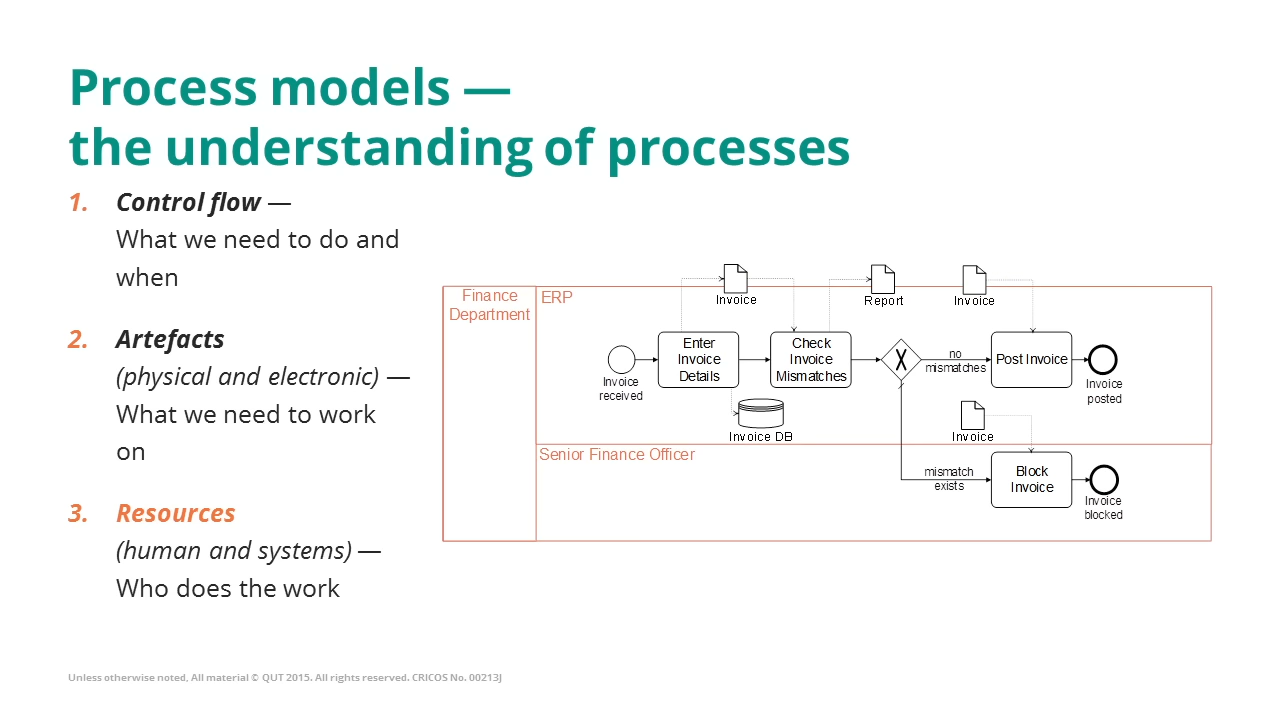 Process models —
the understanding of processes
1. Control flow —
What we need to do and
when
2. Artefacts
(physical and electronic) —
What we need to work
on
3. Resources
(human and systems) —
Who does the work
Finance
Department
ERP
Invoice
Report
Invoice
Invoice
received
Enter
Invoice
Details
Check
Invoice
Mismatches
X
no
mismatches
Post Invoice
Invoice
posted
Invoice DB
Invoice
Senior Finance Officer
mismatch
exists
Block
Invoice
Invoice
blocked
Unless otherwise noted, All material © QUT 2015. All rights reserved. CRICOS No. 00213J